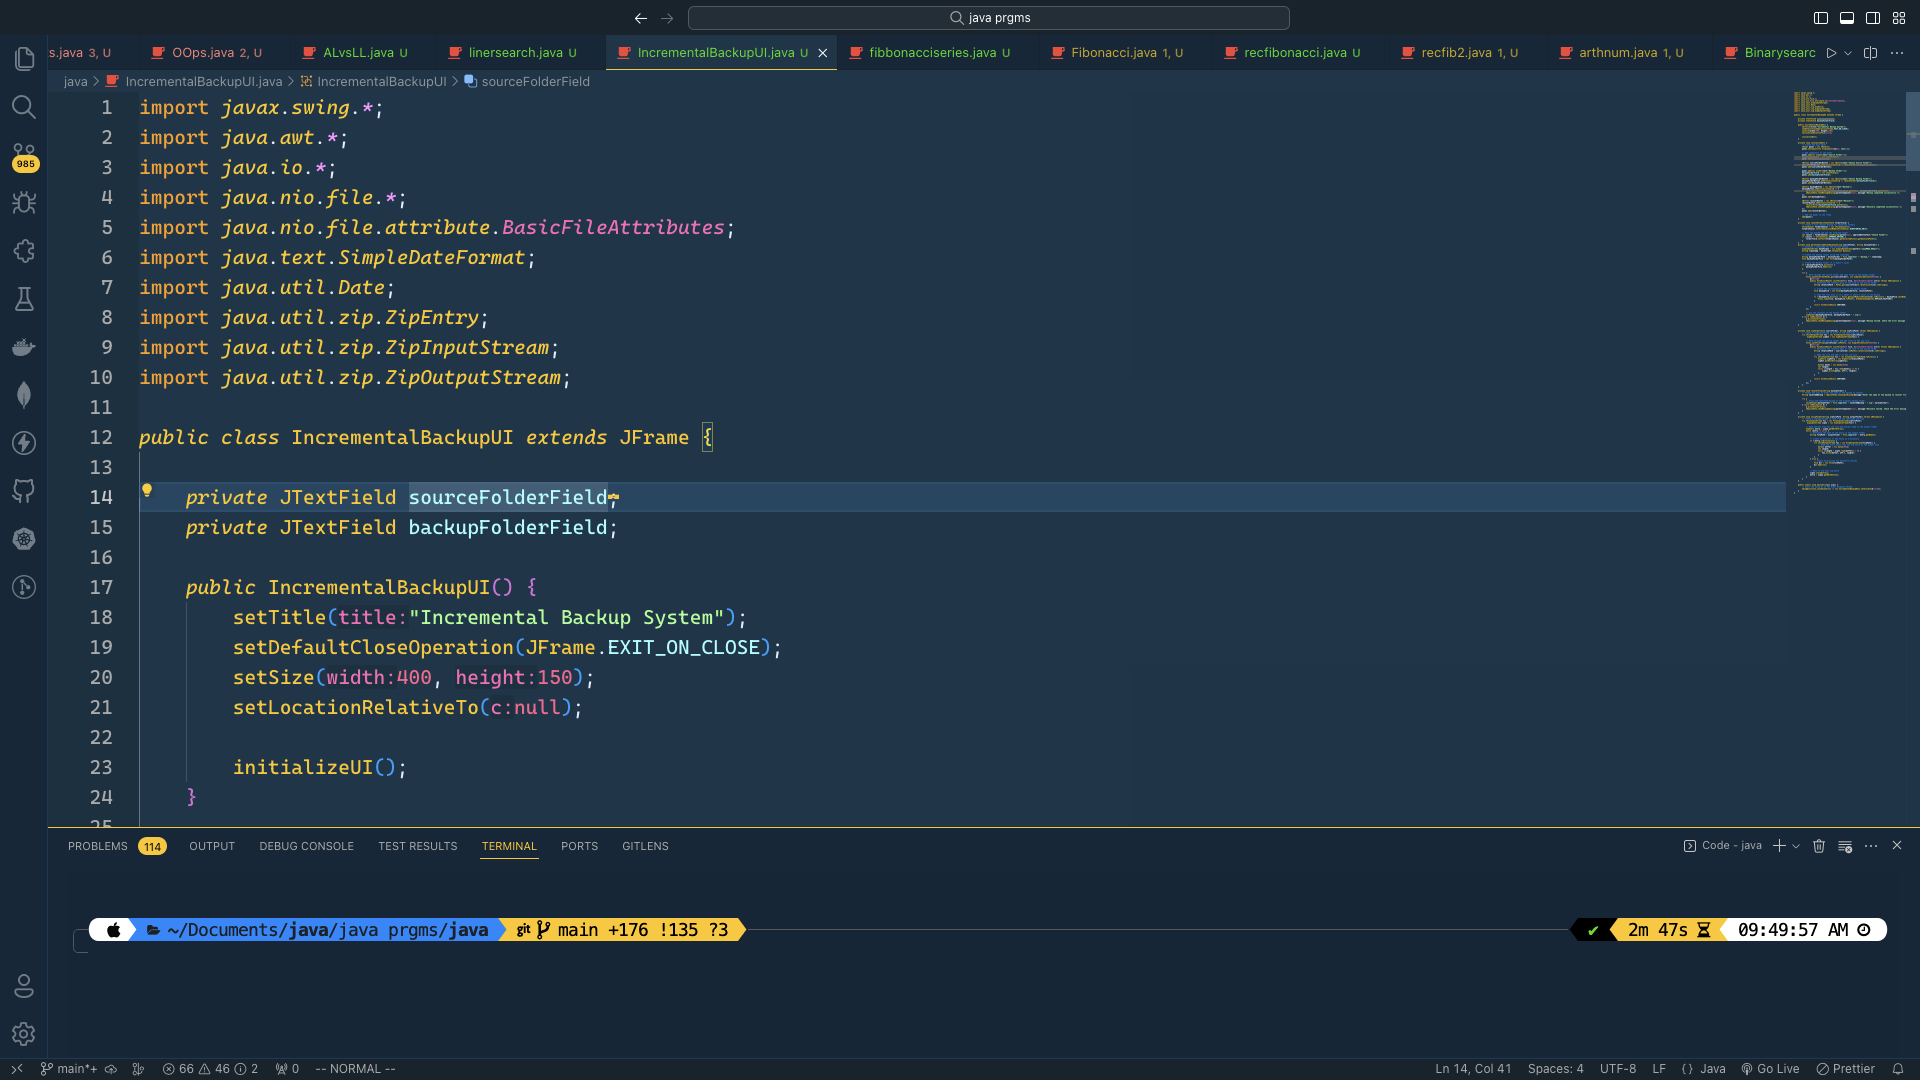 java prgms
s.java 3, U
OOps.java 2, U
ALvsLL.java U
linersearch.java U
IncrementalBackupUI.java U
fibbonacciseries.java U
Fibonacci.java 1, U
recfibonacci.java U
recfib2.java 1, U
arthnum.java 1, U
Binarysearc
java > IncrementalBackupUI.java > IncrementalBackupUI > sourceFolderField
985
1 import javax.swing.*;
2 import java.awt.*;
3 import java.io.*;
4 import java.nio.file.*;
5 import java.nio.file.attribute.BasicFileAttributes;
6 import java.text.SimpleDateFormat;
7 import java.util.Date;
8 import java.util.zip.ZipEntry;
9 import java.util.zip.ZipInputStream;
10 import java.util.zip.ZipOutputStream;
11
12 public class IncrementalBackupUI extends JFrame {
13
14 private JTextField sourceFolderField;
15 private JTextField backupFolderField;
16
17 public IncrementalBackupUI() {
18 setTitle(title:"Incremental Backup System");
19 setDefaultCloseOperation(JFrame.EXIT_ON_CLOSE);
20 setSize(width:400, height:150);
21 setLocationRelativeTo(c:null);
22
23 initializeUI();
24 }
25
PROBLEMS 114 OUTPUT DEBUG CONSOLE TEST RESULTS TERMINAL PORTS GITLENS
Code - java
~/Documents/java/java prgms/java git main +176 !135 ?3
✔ 2m 47s 09:49:57 AM
main*+ 66 46 2 0 -- NORMAL --
Ln 14, Col 41 Spaces: 4 UTF-8 LF { } Java Go Live Prettier